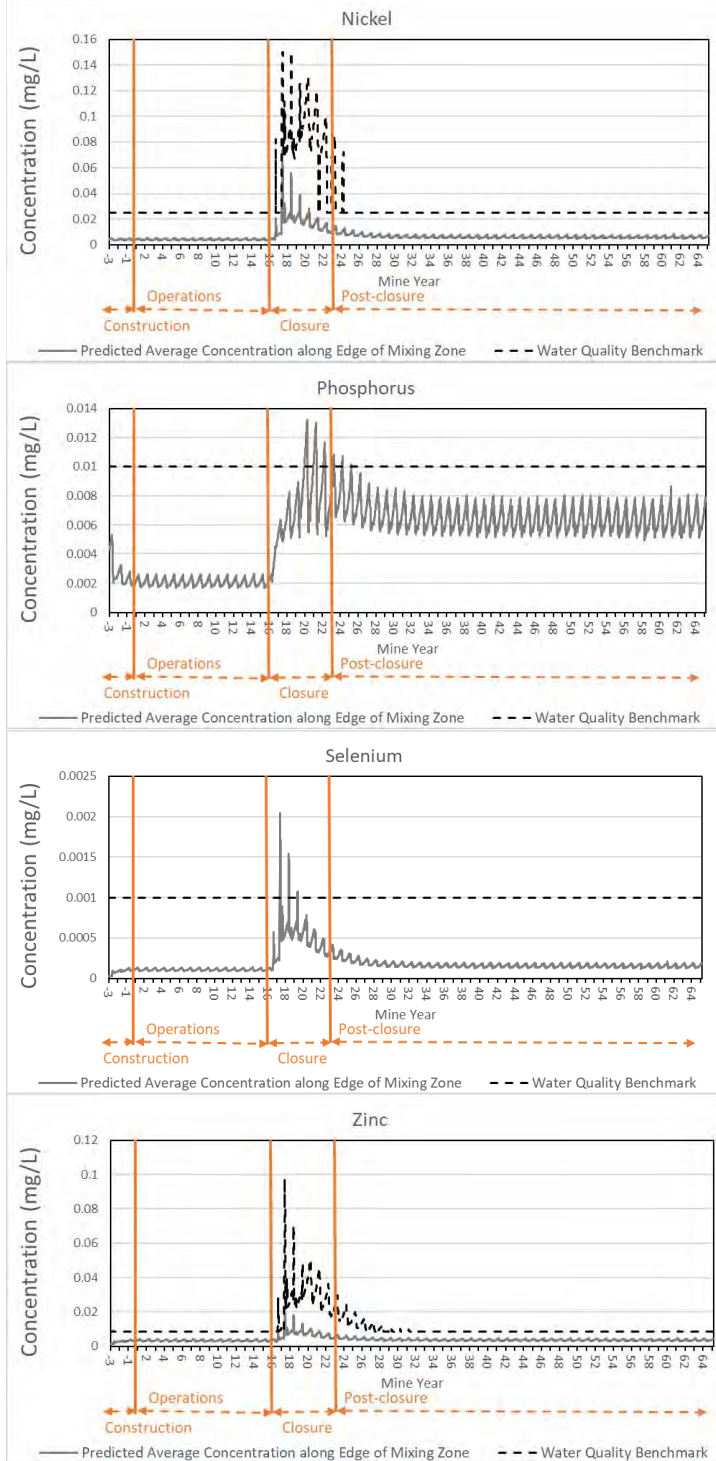 Nickel
Concentration (mg/L)
0.16
0.14
0.12
0.1
0.08
0.06
0.04
0.02
0
-3 -1 2 4 6 8 10 12 14 16 18 20 22 24 26 28 30 32 34 36 38 40 42 44 46 48 50 52 54 56 58 60 62 64
Mine Year
Operations Post-closure
Construction Closure
Predicted Average Concentration along Edge of Mixing Zone Water Quality Benchmark
Phosphorus
Concentration (mg/L)
0.014
0.012
0.01
0.008
0.006
0.004
0.002
0
-3 -1 2 4 6 8 10 12 14 16 18 20 22 24 26 28 30 32 34 36 38 40 42 44 46 48 50 52 54 56 58 60 62 64
Mine Year
Operations Post-closure
Construction Closure
Predicted Average Concentration along Edge of Mixing Zone Water Quality Benchmark
Selenium
Concentration (mg/L)
0.0025
0.002
0.0015
0.001
0.0005
0
-3 -1 2 4 6 8 10 12 14 16 18 20 22 24 26 28 30 32 34 36 38 40 42 44 46 48 50 52 54 56 58 60 62 64
Mine Year
Operations Post-closure
Construction Closure
Predicted Average Concentration along Edge of Mixing Zone Water Quality Benchmark
Zinc
Concentration (mg/L)
0.12
0.1
0.08
0.06
0.04
0.02
0
-3 -1 2 4 6 8 10 12 14 16 18 20 22 24 26 28 30 32 34 36 38 40 42 44 46 48 50 52 54 56 58 60 62 64
Mine Year
Operations Post-closure
Construction Closure
Predicted Average Concentration along Edge of Mixing Zone Water Quality Benchmark